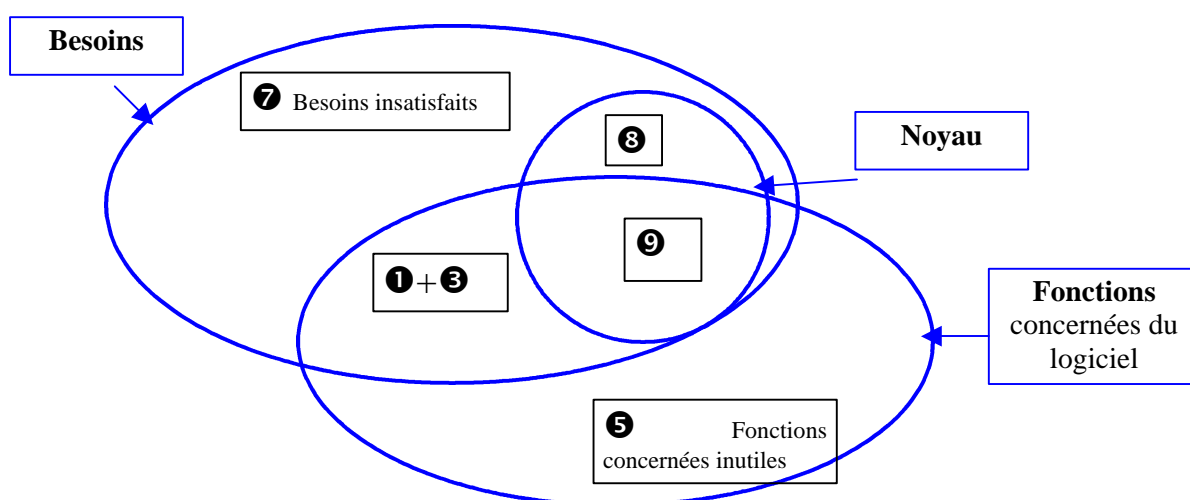 Besoins
❼ Besoins insatisfaits
❽
Noyau
❾
❶+❸
Fonctions
concernées du
logiciel
❺ Fonctions
concernées inutiles